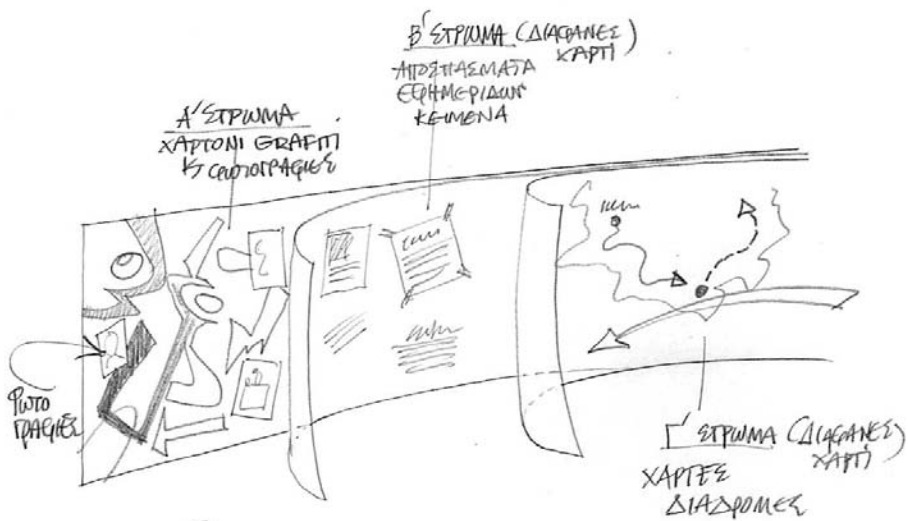 Α' ΣΤΡΩΜΑ
ΧΑΡΤΟΝΙ GRAFITI
Κ ΦΩΤΟΓΡΑΦΙΕΣ
Β' ΣΤΡΩΜΑ (ΔΙΑΦΑΝΕΣ
ΧΑΡΤΙ)
ΑΠΟΣΠΑΣΜΑΤΑ
ΕΦΗΜΕΡΙΔΩΝ
ΚΕΙΜΕΝΑ
ΦΩΤΟ
ΓΡΑΦΙΕΣ
Γ' ΣΤΡΩΜΑ (ΔΙΑΦΑΝΕΣ
ΧΑΡΤΙ)
ΧΑΡΤΕΣ
ΔΙΑΔΡΟΜΕΣ